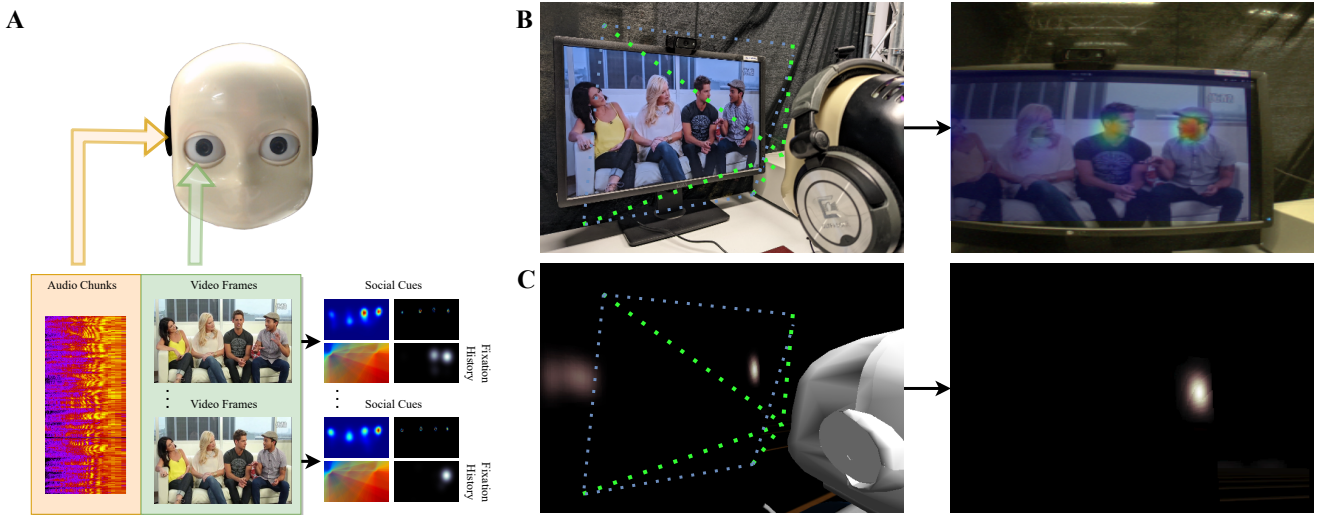 A
Audio Chunks
Video Frames
Social Cues
Fixation
History
Video Frames
Social Cues
Fixation
History
B
C